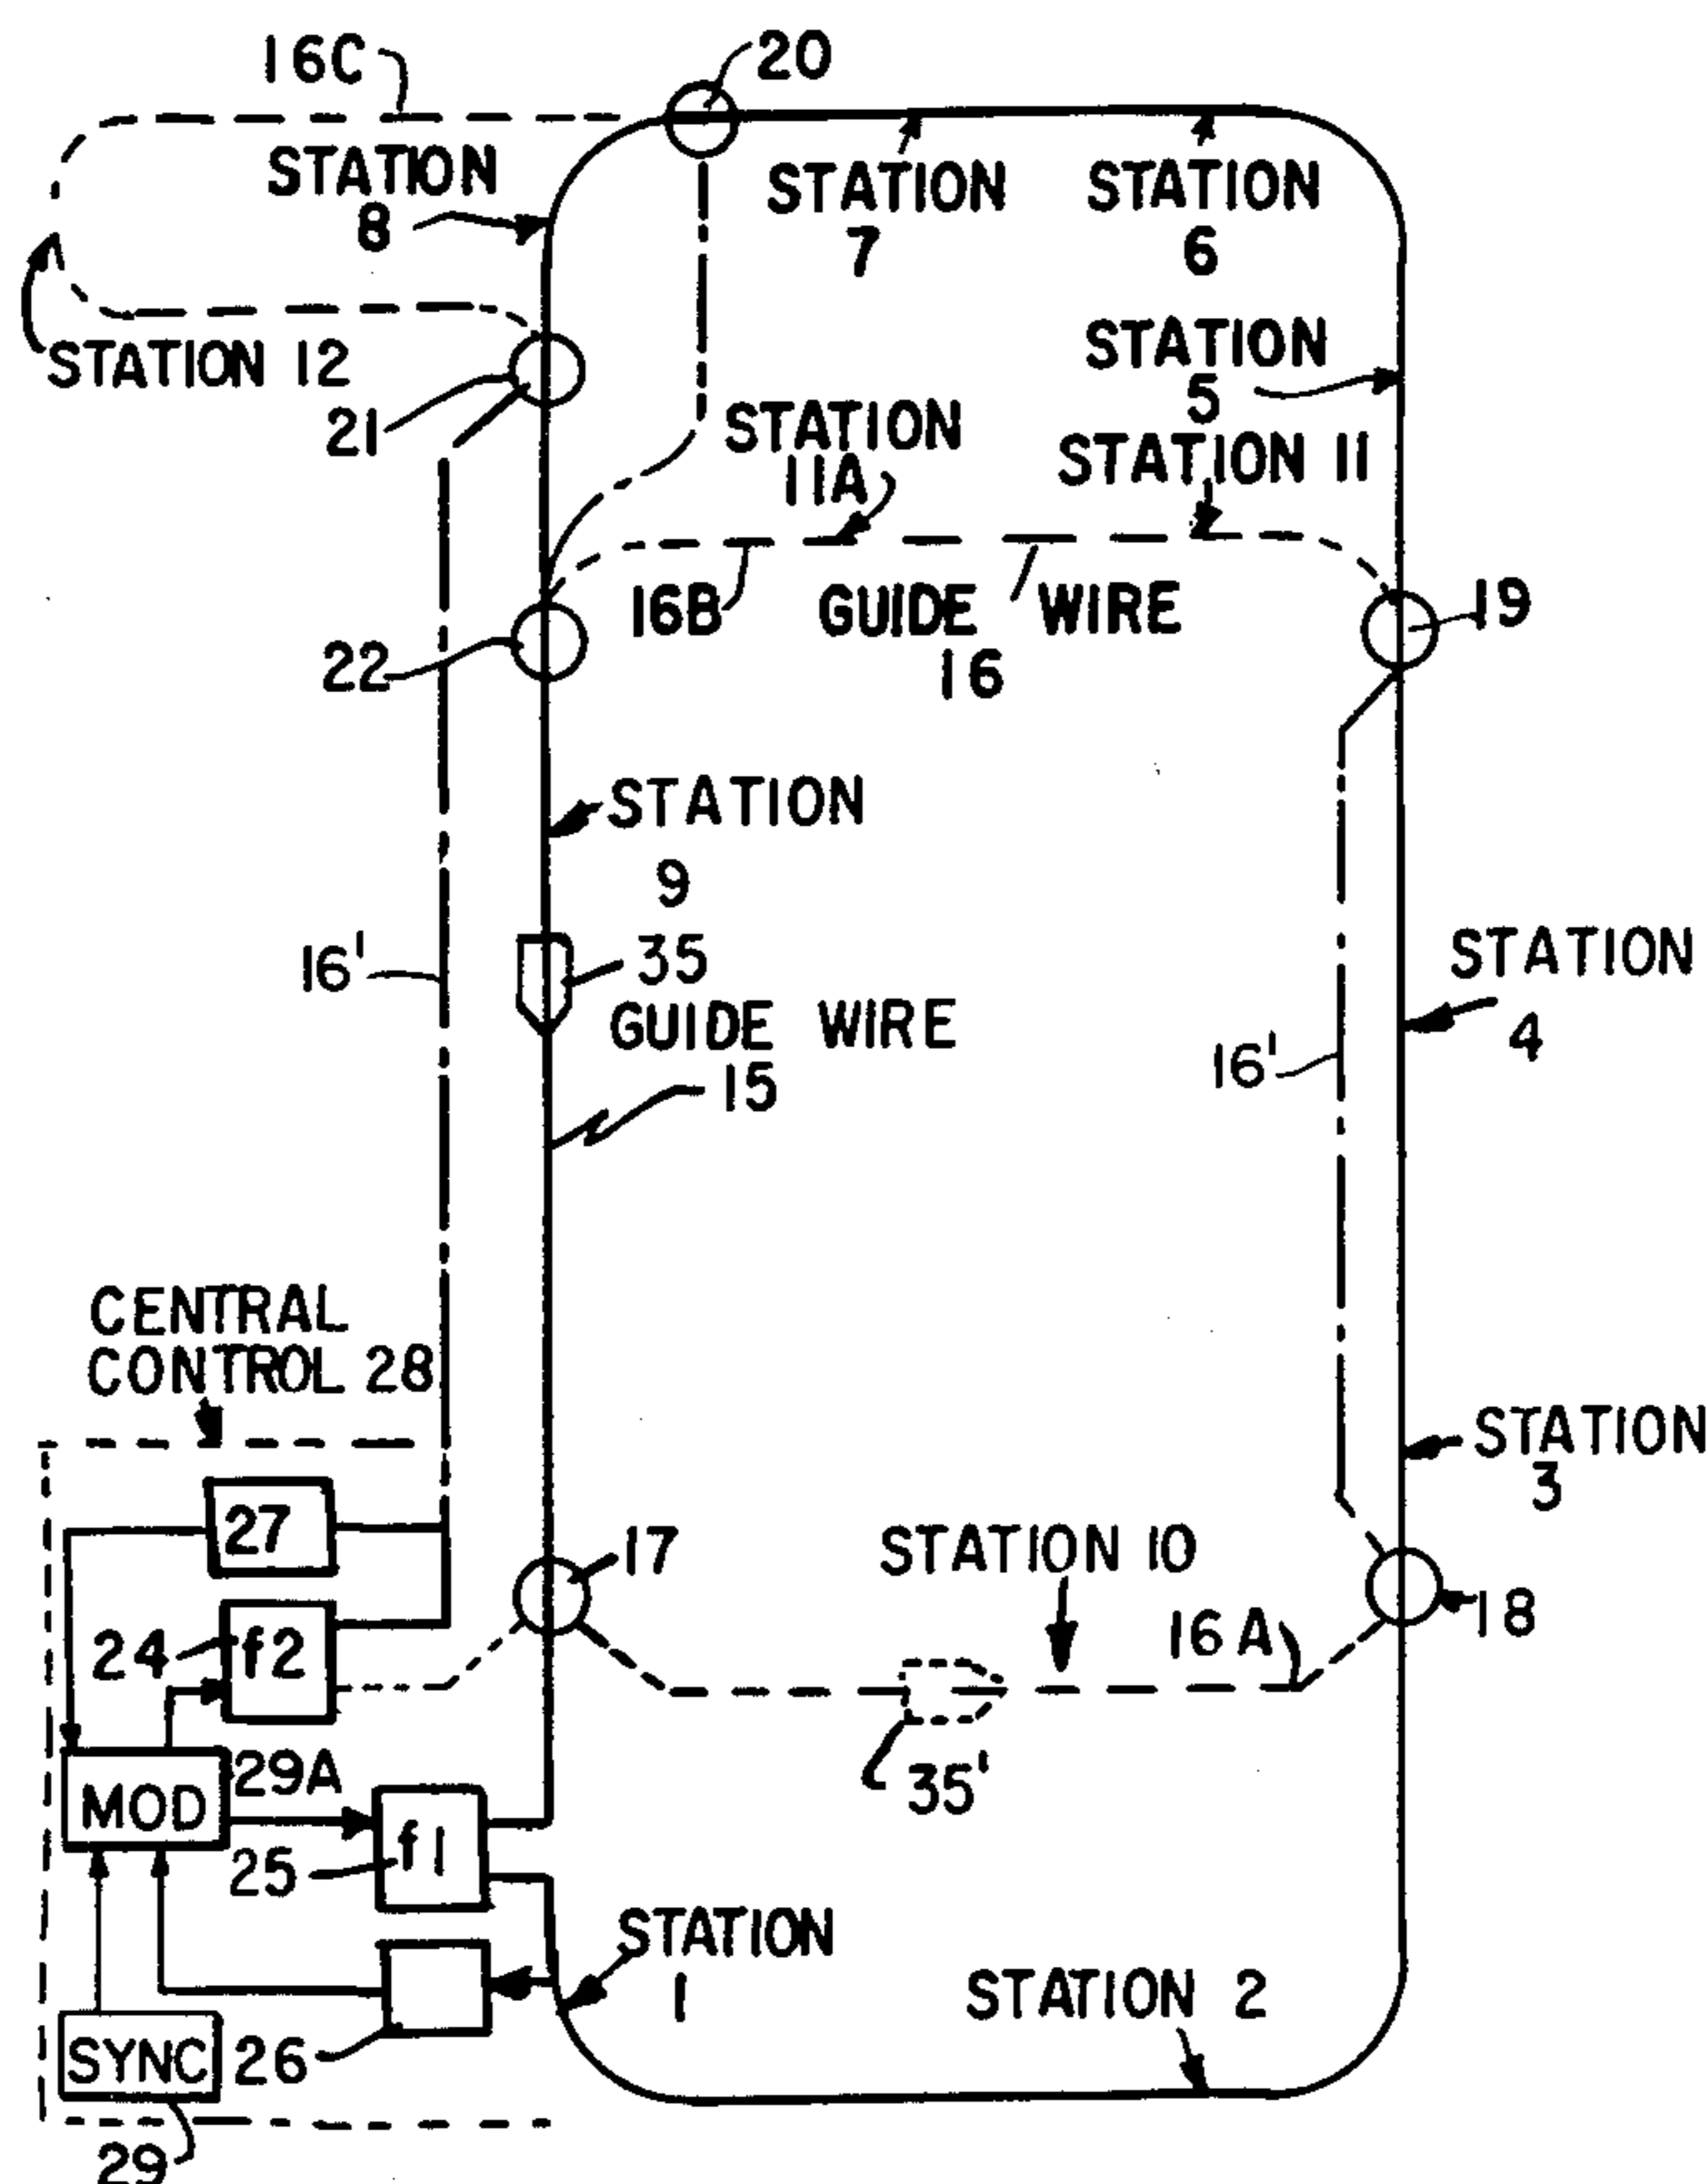 16C
20
STATION
8
STATION
7
STATION
6
STATION 12
21
STATION
5
STATION
11A
STATION 11
16B
GUIDE WIRE
16
19
22
STATION
9
16'
35
GUIDE WIRE
15
STATION
4
16'
CENTRAL
CONTROL 28
STATION
3
27
17
STATION 10
16A
18
24
f2
35'
29A
MOD
25
f1
STATION
1
STATION 2
SYNC
26
29